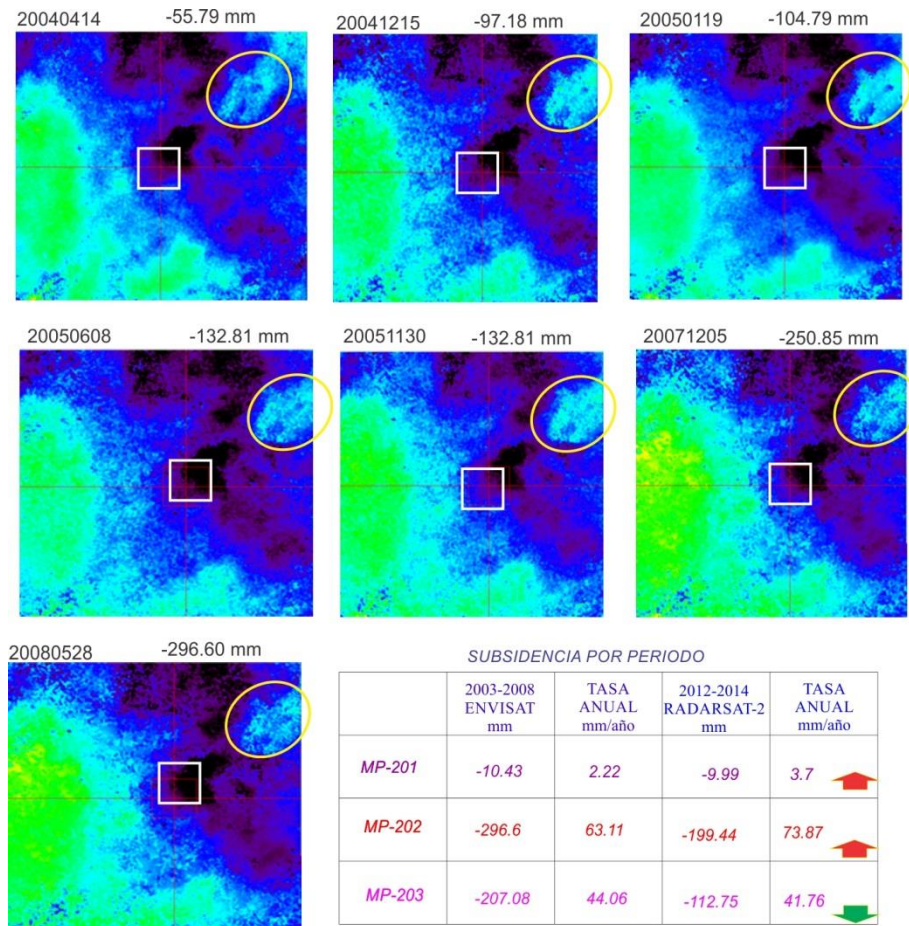 20040414 -55.79 mm
20041215 -97.18 mm
20050119 -104.79 mm
20050608 -132.81 mm
20051130 -132.81 mm
20071205 -250.85 mm
20080528 -296.60 mm
SUBSIDENCIA POR PERIODO
2003-2008 ENVISAT mm
TASA ANUAL mm/año
2012-2014 RADARSAT-2 mm
TASA ANUAL mm/año
MP-201 -10.43 2.22 -9.99 3.7
MP-202 -296.6 63.11 -199.44 73.87
MP-203 -207.08 44.06 -112.75 41.76